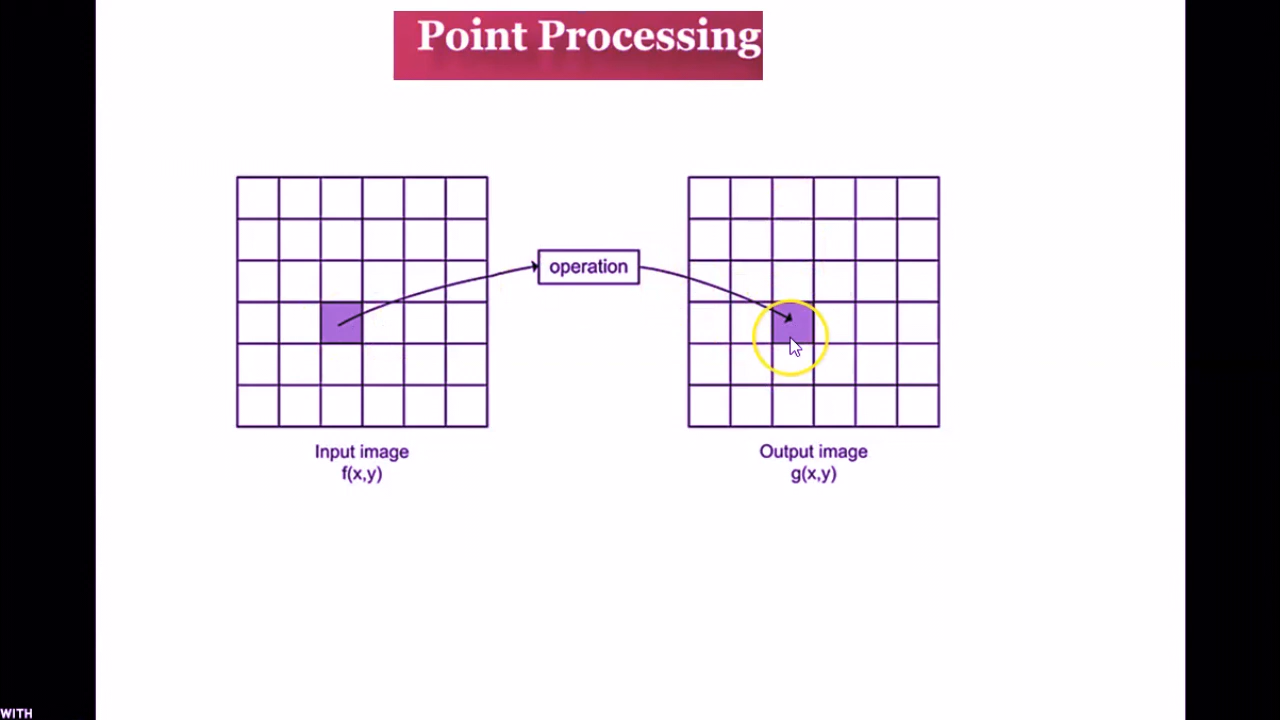 Point Processing
operation
Input image
f(x,y)
Output image
g(x,y)
WITH